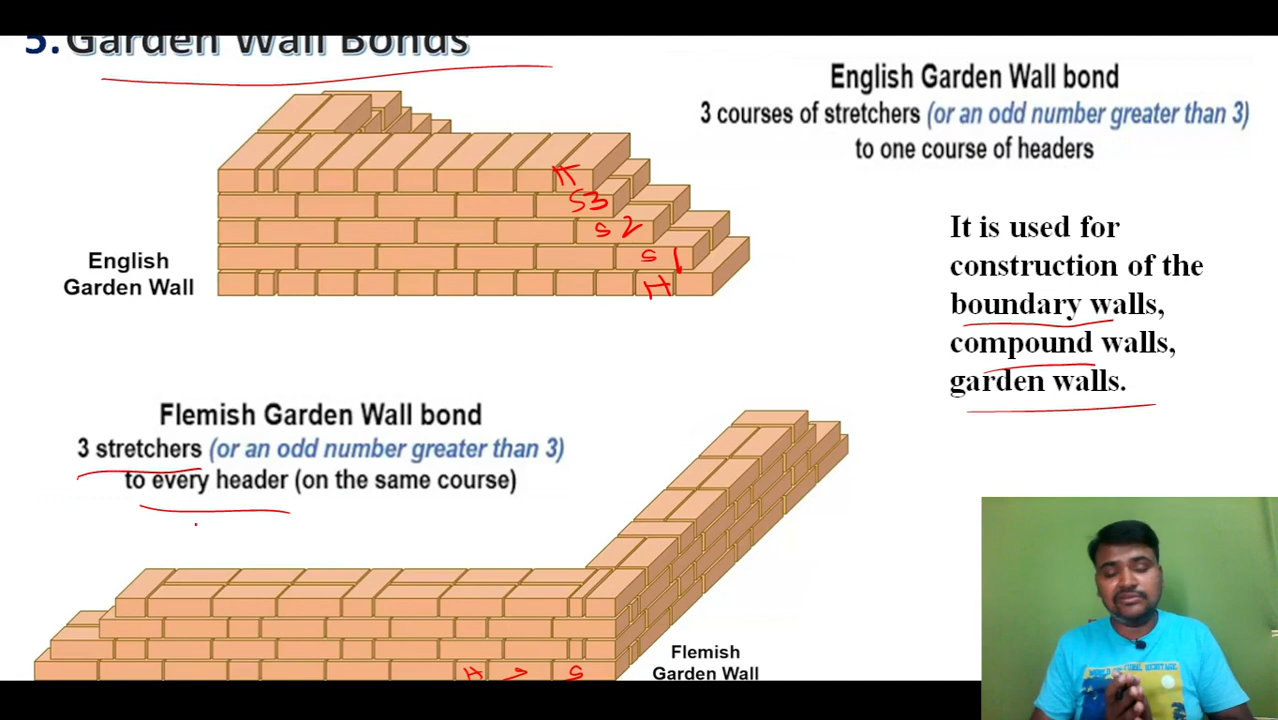 5. Garden Wall Bonds
English Garden Wall bond
3 courses of stretchers (or an odd number greater than 3)
to one course of headers
H
S3
S2
S 1
H
English
Garden Wall
It is used for
construction of the
boundary walls,
compound walls,
garden walls.
Flemish Garden Wall bond
3 stretchers (or an odd number greater than 3)
to every header (on the same course)
Flemish
Garden Wall
H S